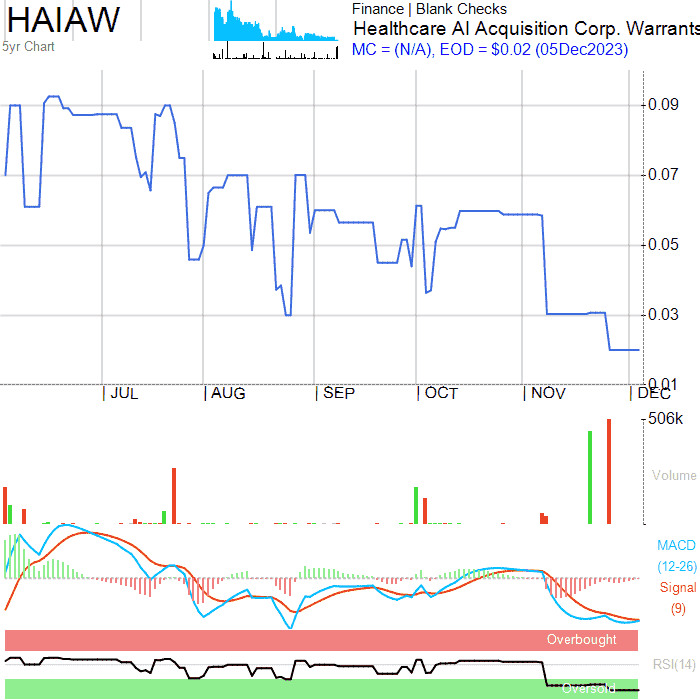 HAIAW
5yr Chart
Finance | Blank Checks
Healthcare AI Acquisition Corp. Warrants
MC = (N/A), EOD = $0.02 (05Dec2023)
0.09
0.07
0.05
0.03
0.01
| JUL | AUG | SEP | OCT | NOV | DEC
506k
Volume
MACD
(12-26)
Signal
(9)
Overbought
RSI(14)
Oversold